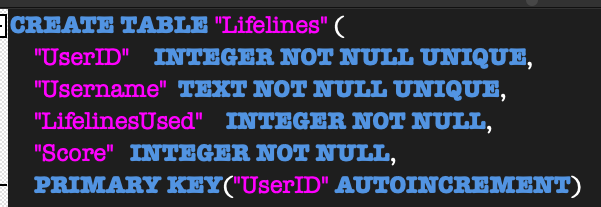 CREATE TABLE "Lifelines" (
"UserID" INTEGER NOT NULL UNIQUE,
"Username" TEXT NOT NULL UNIQUE,
"LifelinesUsed" INTEGER NOT NULL,
"Score" INTEGER NOT NULL,
PRIMARY KEY("UserID" AUTOINCREMENT)